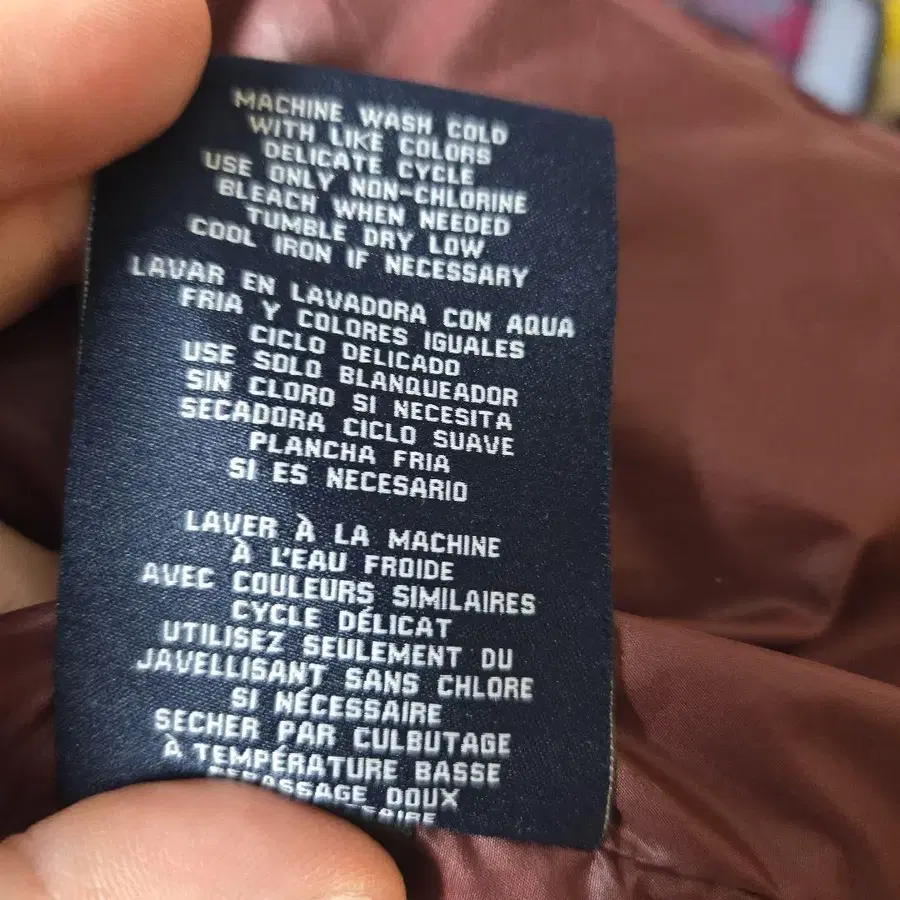 MACHINE WASH COLD
WITH LIKE COLORS
DELICATE CYCLE
USE ONLY NON-CHLORINE
BLEACH WHEN NEEDED
TUMBLE DRY LOW
COOL IRON IF NECESSARY
LAVAR EN LAVADORA CON AQUA
FRIA Y COLORES IGUALES
CICLO DELICADO
USE SOLO BLANQUEADOR
SIN CLORO SI NECESITA
SECADORA CICLO SUAVE
PLANCHA FRIA
SI ES NECESARIO
LAVER À LA MACHINE
À L'EAU FROIDE
AVEC COULEURS SIMILAIRES
CYCLE DÉLICAT
UTILISEZ SEULEMENT DU
JAVELLISANT SANS CHLORE
SI NÉCESSAIRE
SECHER PAR CULBUTAGE
À TEMPÉRATURE BASSE
DOUX